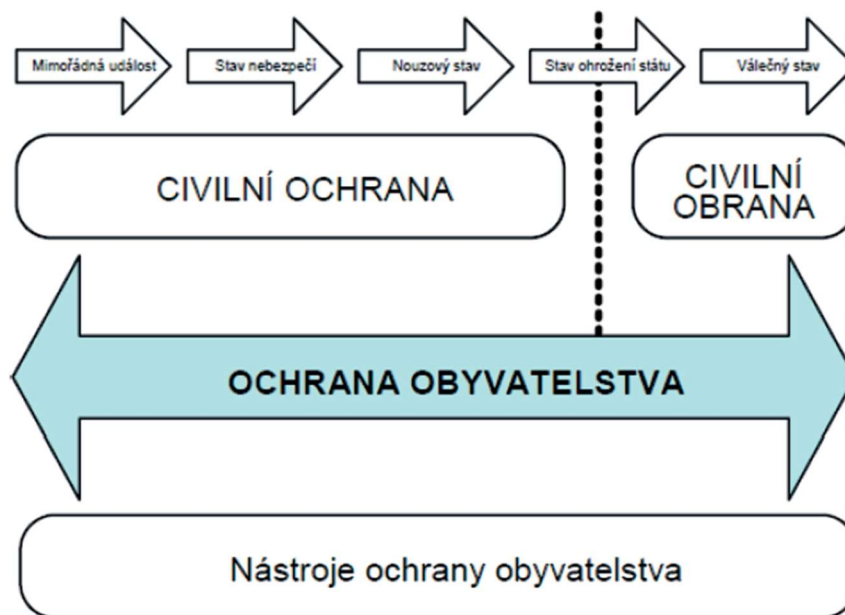 Mimořádná událost
Stav nebezpečí
Nouzový stav
Stav ohrožení státu
Válečný stav
CIVILNÍ OCHRANA
CIVILNÍ
OBRANA
OCHRANA OBYVATELSTVA
Nástroje ochrany obyvatelstva